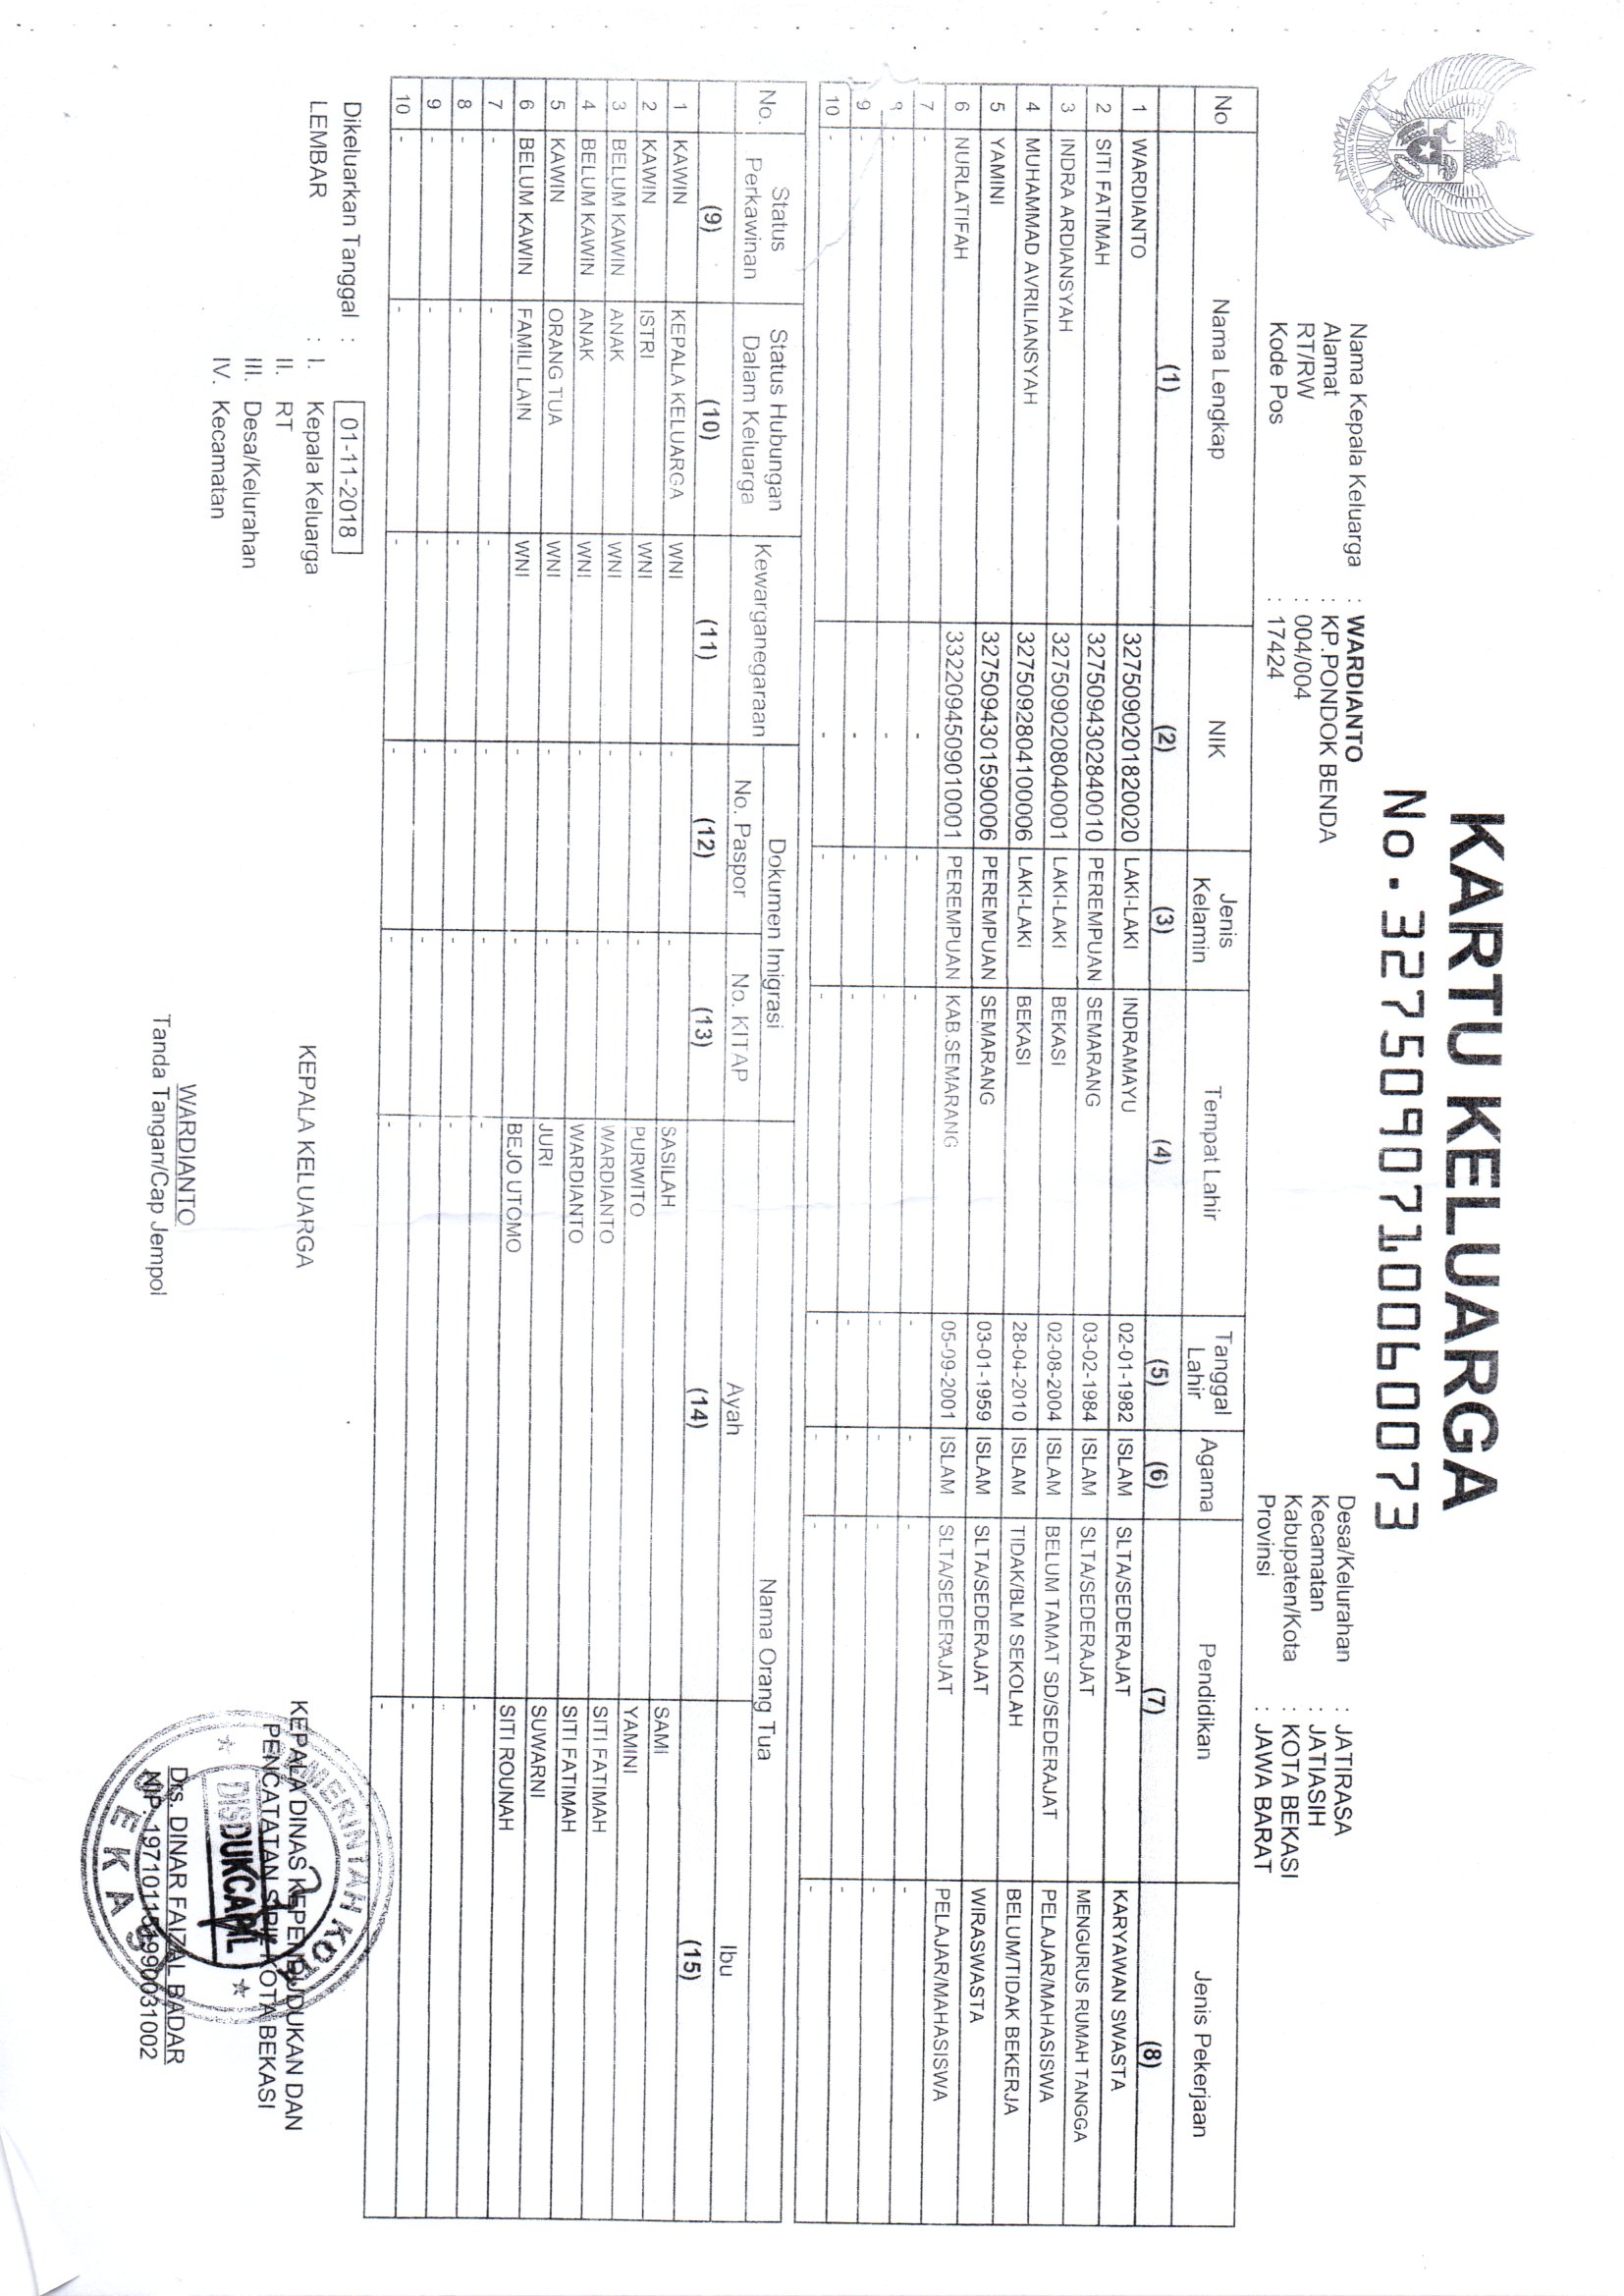 KARTU KELUARGA
No. 3275090710060073
Nama Kepala Keluarga : WARDIANTO
Alamat : KP.PONDOK BENDA
RT/RW : 004/004
Kode Pos : 17424
Desa/Kelurahan : JATIRASA
Kecamatan : JATIASIH
Kabupaten/Kota : KOTA BEKASI
Provinsi : JAWA BARAT
No Nama Lengkap NIK Jenis Kelamin Tempat Lahir Tanggal Lahir Agama Pendidikan Jenis Pekerjaan
(1) (2) (3) (4) (5) (6) (7) (8)
1 WARDIANTO 3275090201820020 LAKI-LAKI INDRAMAYU 02-01-1982 ISLAM SLTA/SEDERAJAT KARYAWAN SWASTA
2 SITI FATIMAH 3275094302840010 PEREMPUAN SEMARANG 03-02-1984 ISLAM SLTA/SEDERAJAT MENGURUS RUMAH TANGGA
3 INDRA ARDIANSYAH 3275090208040001 LAKI-LAKI BEKASI 02-08-2004 ISLAM BELUM TAMAT SD/SEDERAJAT PELAJAR/MAHASISWA
4 MUHAMMAD AVRILIANSYAH 3275092804100006 LAKI-LAKI BEKASI 28-04-2010 ISLAM TIDAK/BLM SEKOLAH BELUM/TIDAK BEKERJA
5 YAMINI 3275094301590006 PEREMPUAN SEMARANG 03-01-1959 ISLAM SLTA/SEDERAJAT WIRASWASTA
6 NURLATIFAH 3322094509010001 PEREMPUAN KAB.SEMARANG 05-09-2001 ISLAM SLTA/SEDERAJAT PELAJAR/MAHASISWA
7 - - - - - - - -
8 - - - - - - - -
9 - - - - - - - -
10 - - - - - - - -
No. Status Perkawinan Status Hubungan Dalam Keluarga Kewarganegaraan Dokumen Imigrasi Nama Orang Tua
No. Paspor No. KITAP Ayah Ibu
(9) (10) (11) (12) (13) (14) (15)
1 KAWIN KEPALA KELUARGA WNI - - SASILAH SAMI
2 KAWIN ISTRI WNI - - PURWITO YAMINI
3 BELUM KAWIN ANAK WNI - - WARDIANTO SITI FATIMAH
4 BELUM KAWIN ANAK WNI - - WARDIANTO SITI FATIMAH
5 KAWIN ORANG TUA WNI - - JURI SUWARNI
6 BELUM KAWIN FAMILI LAIN WNI - - BEJO UTOMO SITI ROUNAH
7 - - - - - - -
8 - - - - - - -
9 - - - - - - -
10 - - - - - - -
Dikeluarkan Tanggal : 01-11-2018
LEMBAR : I. Kepala Keluarga
II. RT
III. Desa/Kelurahan
IV. Kecamatan
KEPALA KELUARGA
WARDIANTO
Tanda Tangan/Cap Jempol
KEPALA DINAS KEPENDUDUKAN DAN
PENCATATAN SIPIL KOTA BEKASI
PEMERINTAH KOTA
DISDUKCAPIL
BEKASI
Drs. DINAR FAIZAL BADAR